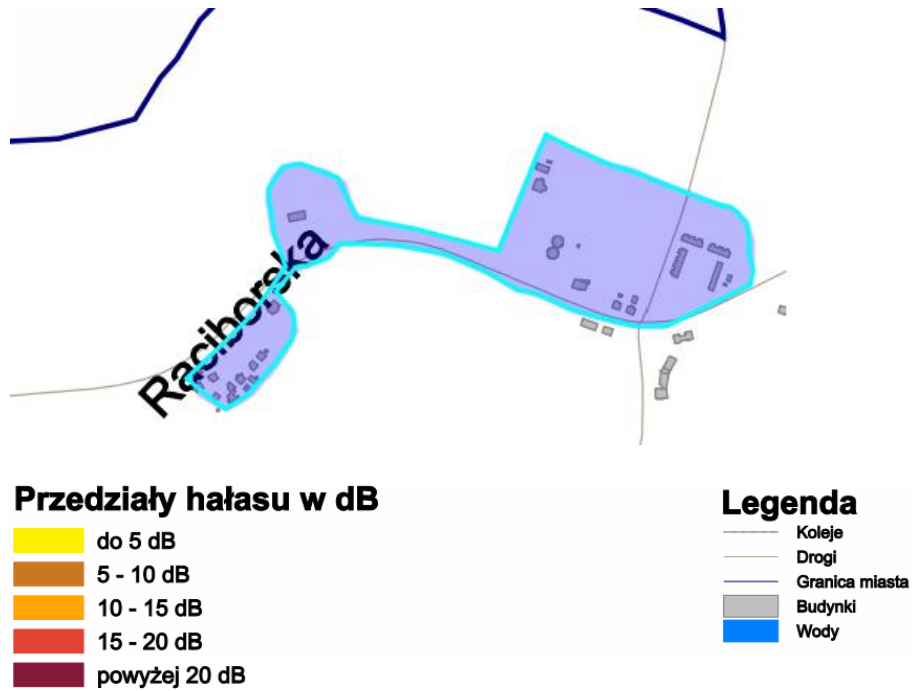 Raciborska
Przedziały hałasu w dB
do 5 dB
5 - 10 dB
10 - 15 dB
15 - 20 dB
powyżej 20 dB
Legenda
Koleje
Drogi
Granica miasta
Budynki
Wody